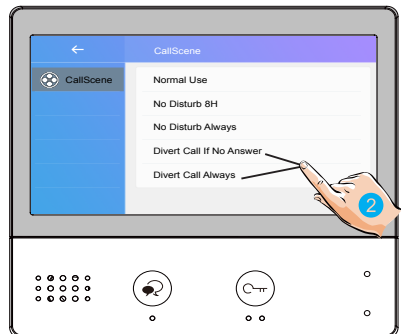 CallScene
CallScene
Normal Use
No Disturb 8H
No Disturb Always
Divert Call If No Answer
Divert Call Always
2